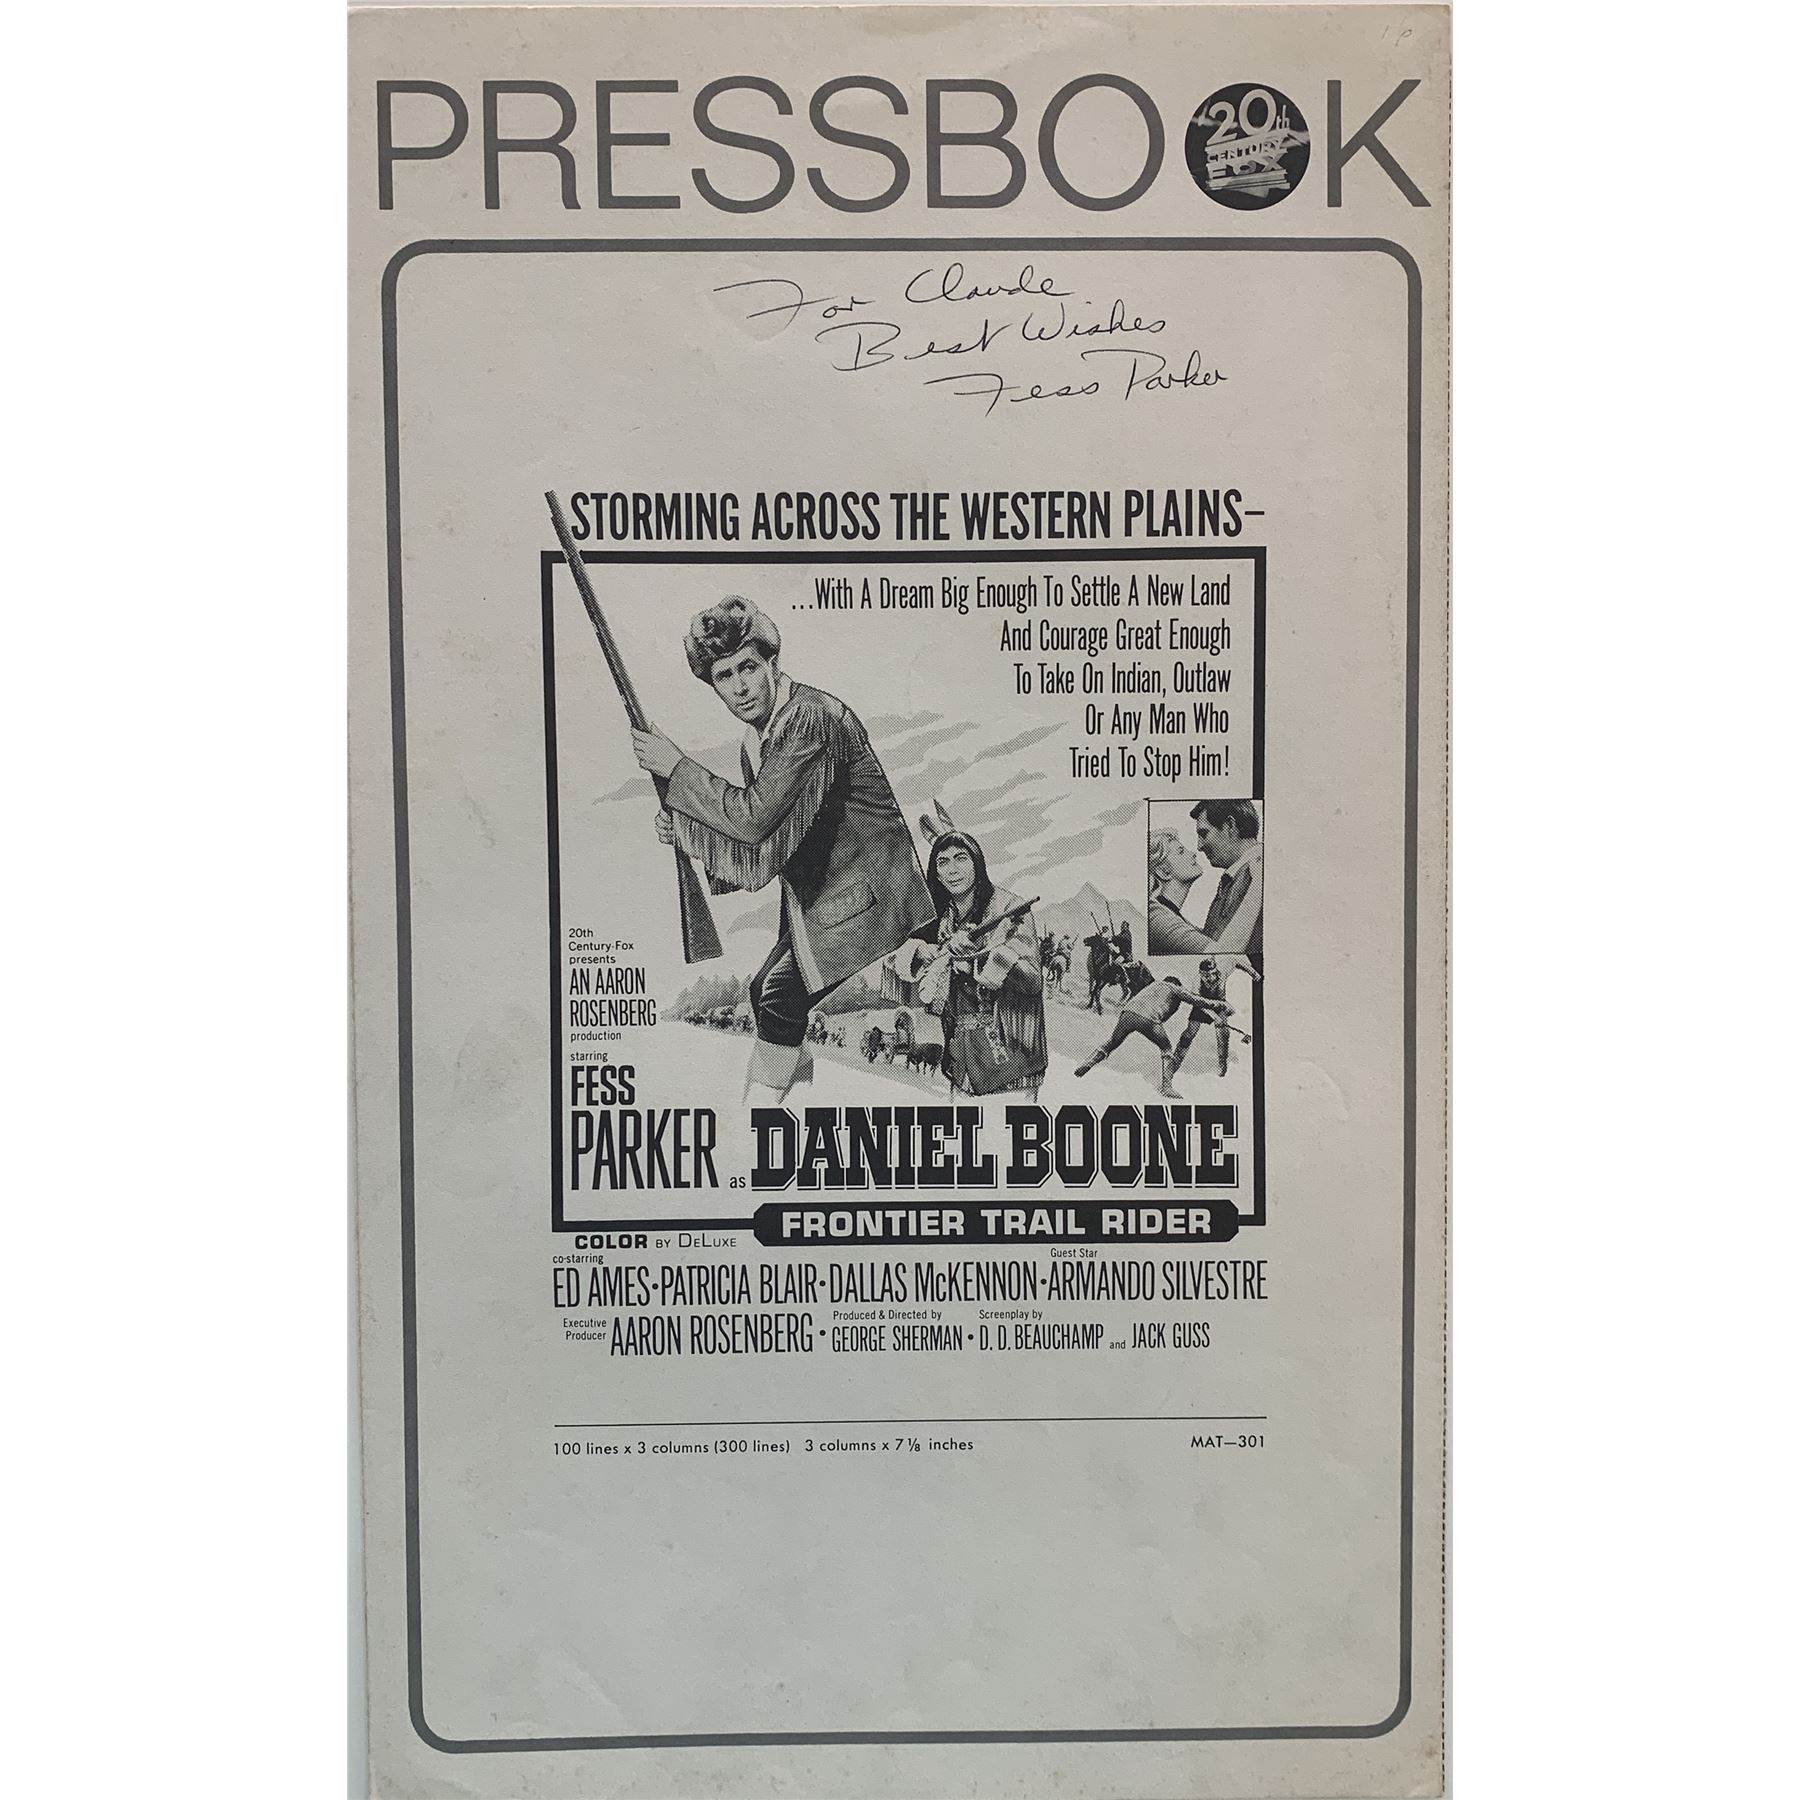 PRESSBOOK
20th
CENTURY
FOX
For Claude
Best Wishes
Fess Parker
STORMING ACROSS THE WESTERN PLAINS–
...With A Dream Big Enough To Settle A New Land
And Courage Great Enough
To Take On Indian, Outlaw
Or Any Man Who
Tried To Stop Him!
20th
Century-Fox
presents
AN AARON
ROSENBERG
production
starring
FESS
PARKER as DANIEL BOONE
FRONTIER TRAIL RIDER
COLOR BY DELUXE
co-starring
Guest Star
ED AMES•PATRICIA BLAIR•DALLAS McKENNON•ARMANDO SILVESTRE
Executive Producer AARON ROSENBERG • Produced & Directed by GEORGE SHERMAN • Screenplay by D. D. BEAUCHAMP and JACK GUSS
100 lines x 3 columns (300 lines) 3 columns x 7 ⅛ inches
MAT—301